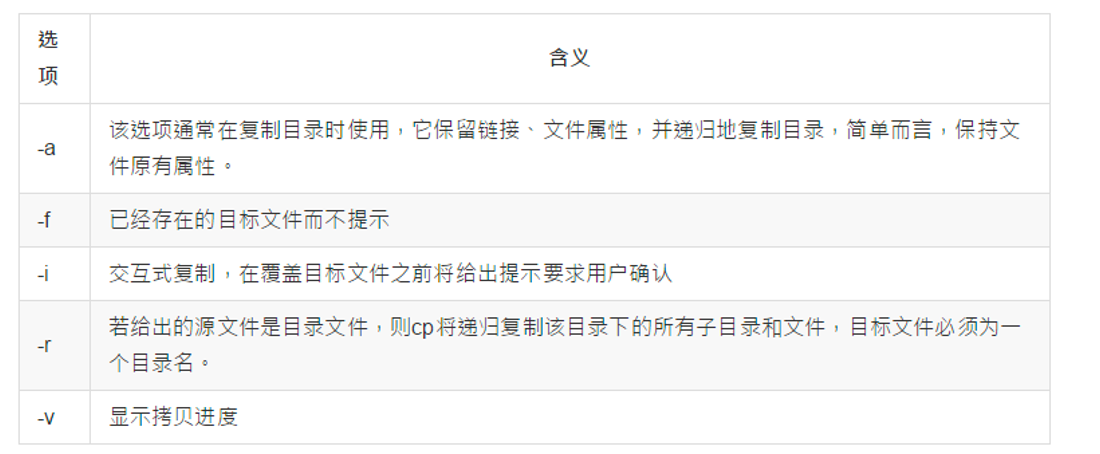 选项
含义
-a
该选项通常在复制目录时使用，它保留链接、文件属性，并递归地复制目录，简单而言，保持文
件原有属性。
-f
已经存在的目标文件而不提示
-i
交互式复制，在覆盖目标文件之前将给出提示要求用户确认
-r
若给出的源文件是目录文件，则cp将递归复制该目录下的所有子目录和文件，目标文件必须为一
个目录名。
-v
显示拷贝进度